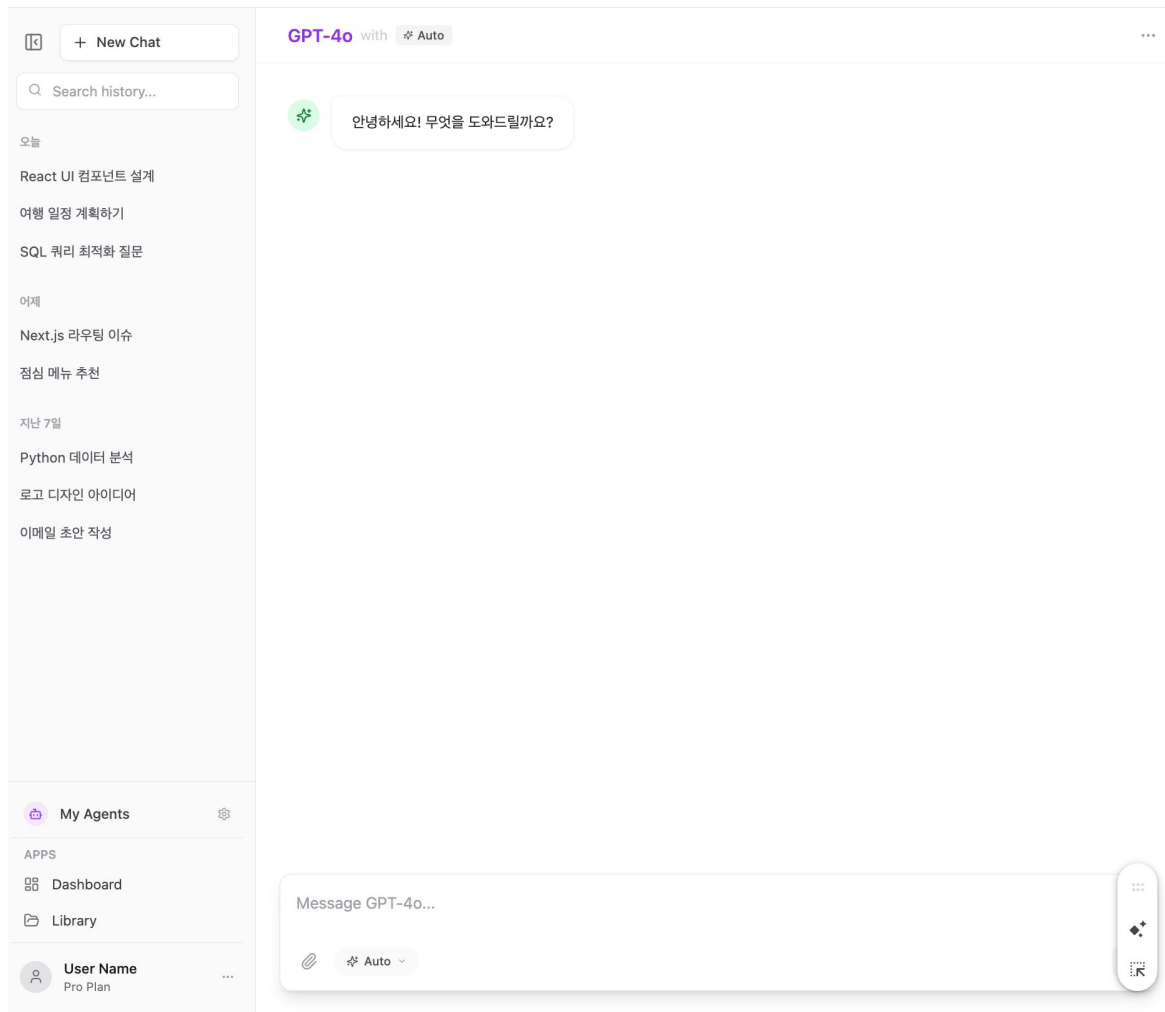 New Chat
Search history...
오늘
React UI 컴포넌트 설계
여행 일정 계획하기
SQL 쿼리 최적화 질문
어제
Next.js 라우팅 이슈
점심 메뉴 추천
지난 7일
Python 데이터 분석
로고 디자인 아이디어
이메일 초안 작성
My Agents
APPS
Dashboard
Library
User Name
Pro Plan
GPT-4o with Auto
안녕하세요! 무엇을 도와드릴까요?
Message GPT-4o...
Auto